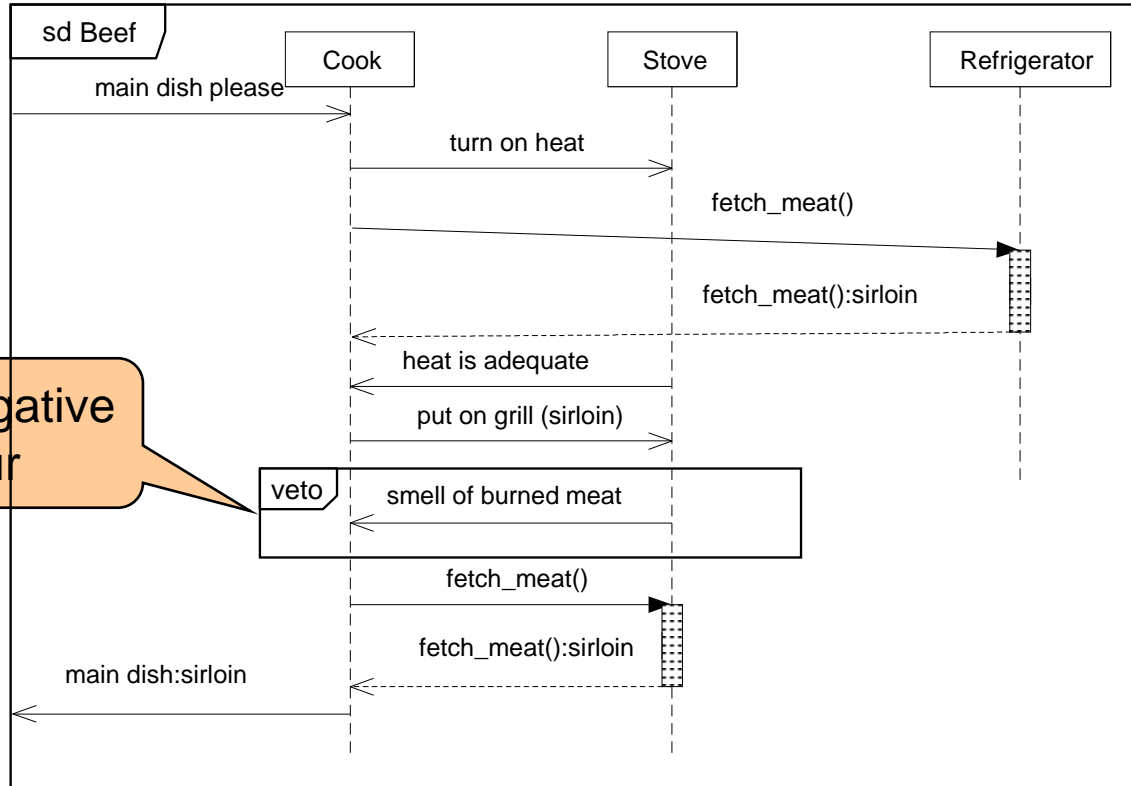 sd Beef
Cook
Stove
Refrigerator
main dish please
turn on heat
fetch_meat()
fetch_meat():sirloin
heat is adequate
put on grill (sirloin)
veto
smell of burned meat
fetch_meat()
fetch_meat():sirloin
main dish:sirloin